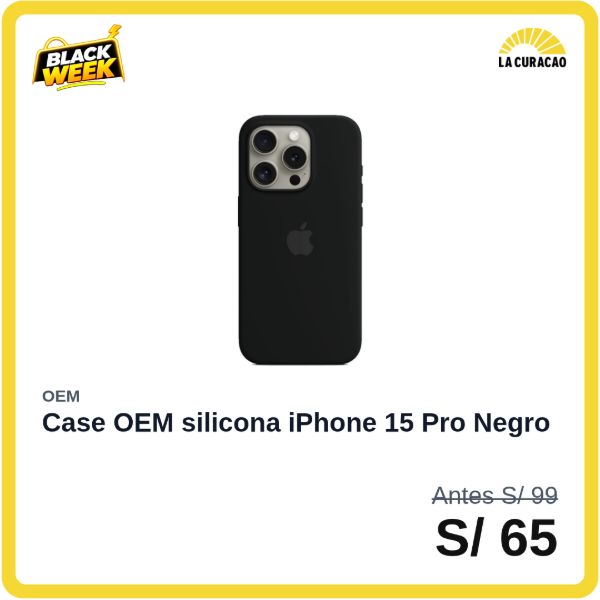 BLACK
WEEK
LA CURACAO
OEM
Case OEM silicona iPhone 15 Pro Negro
Antes S/ 99
S/ 65